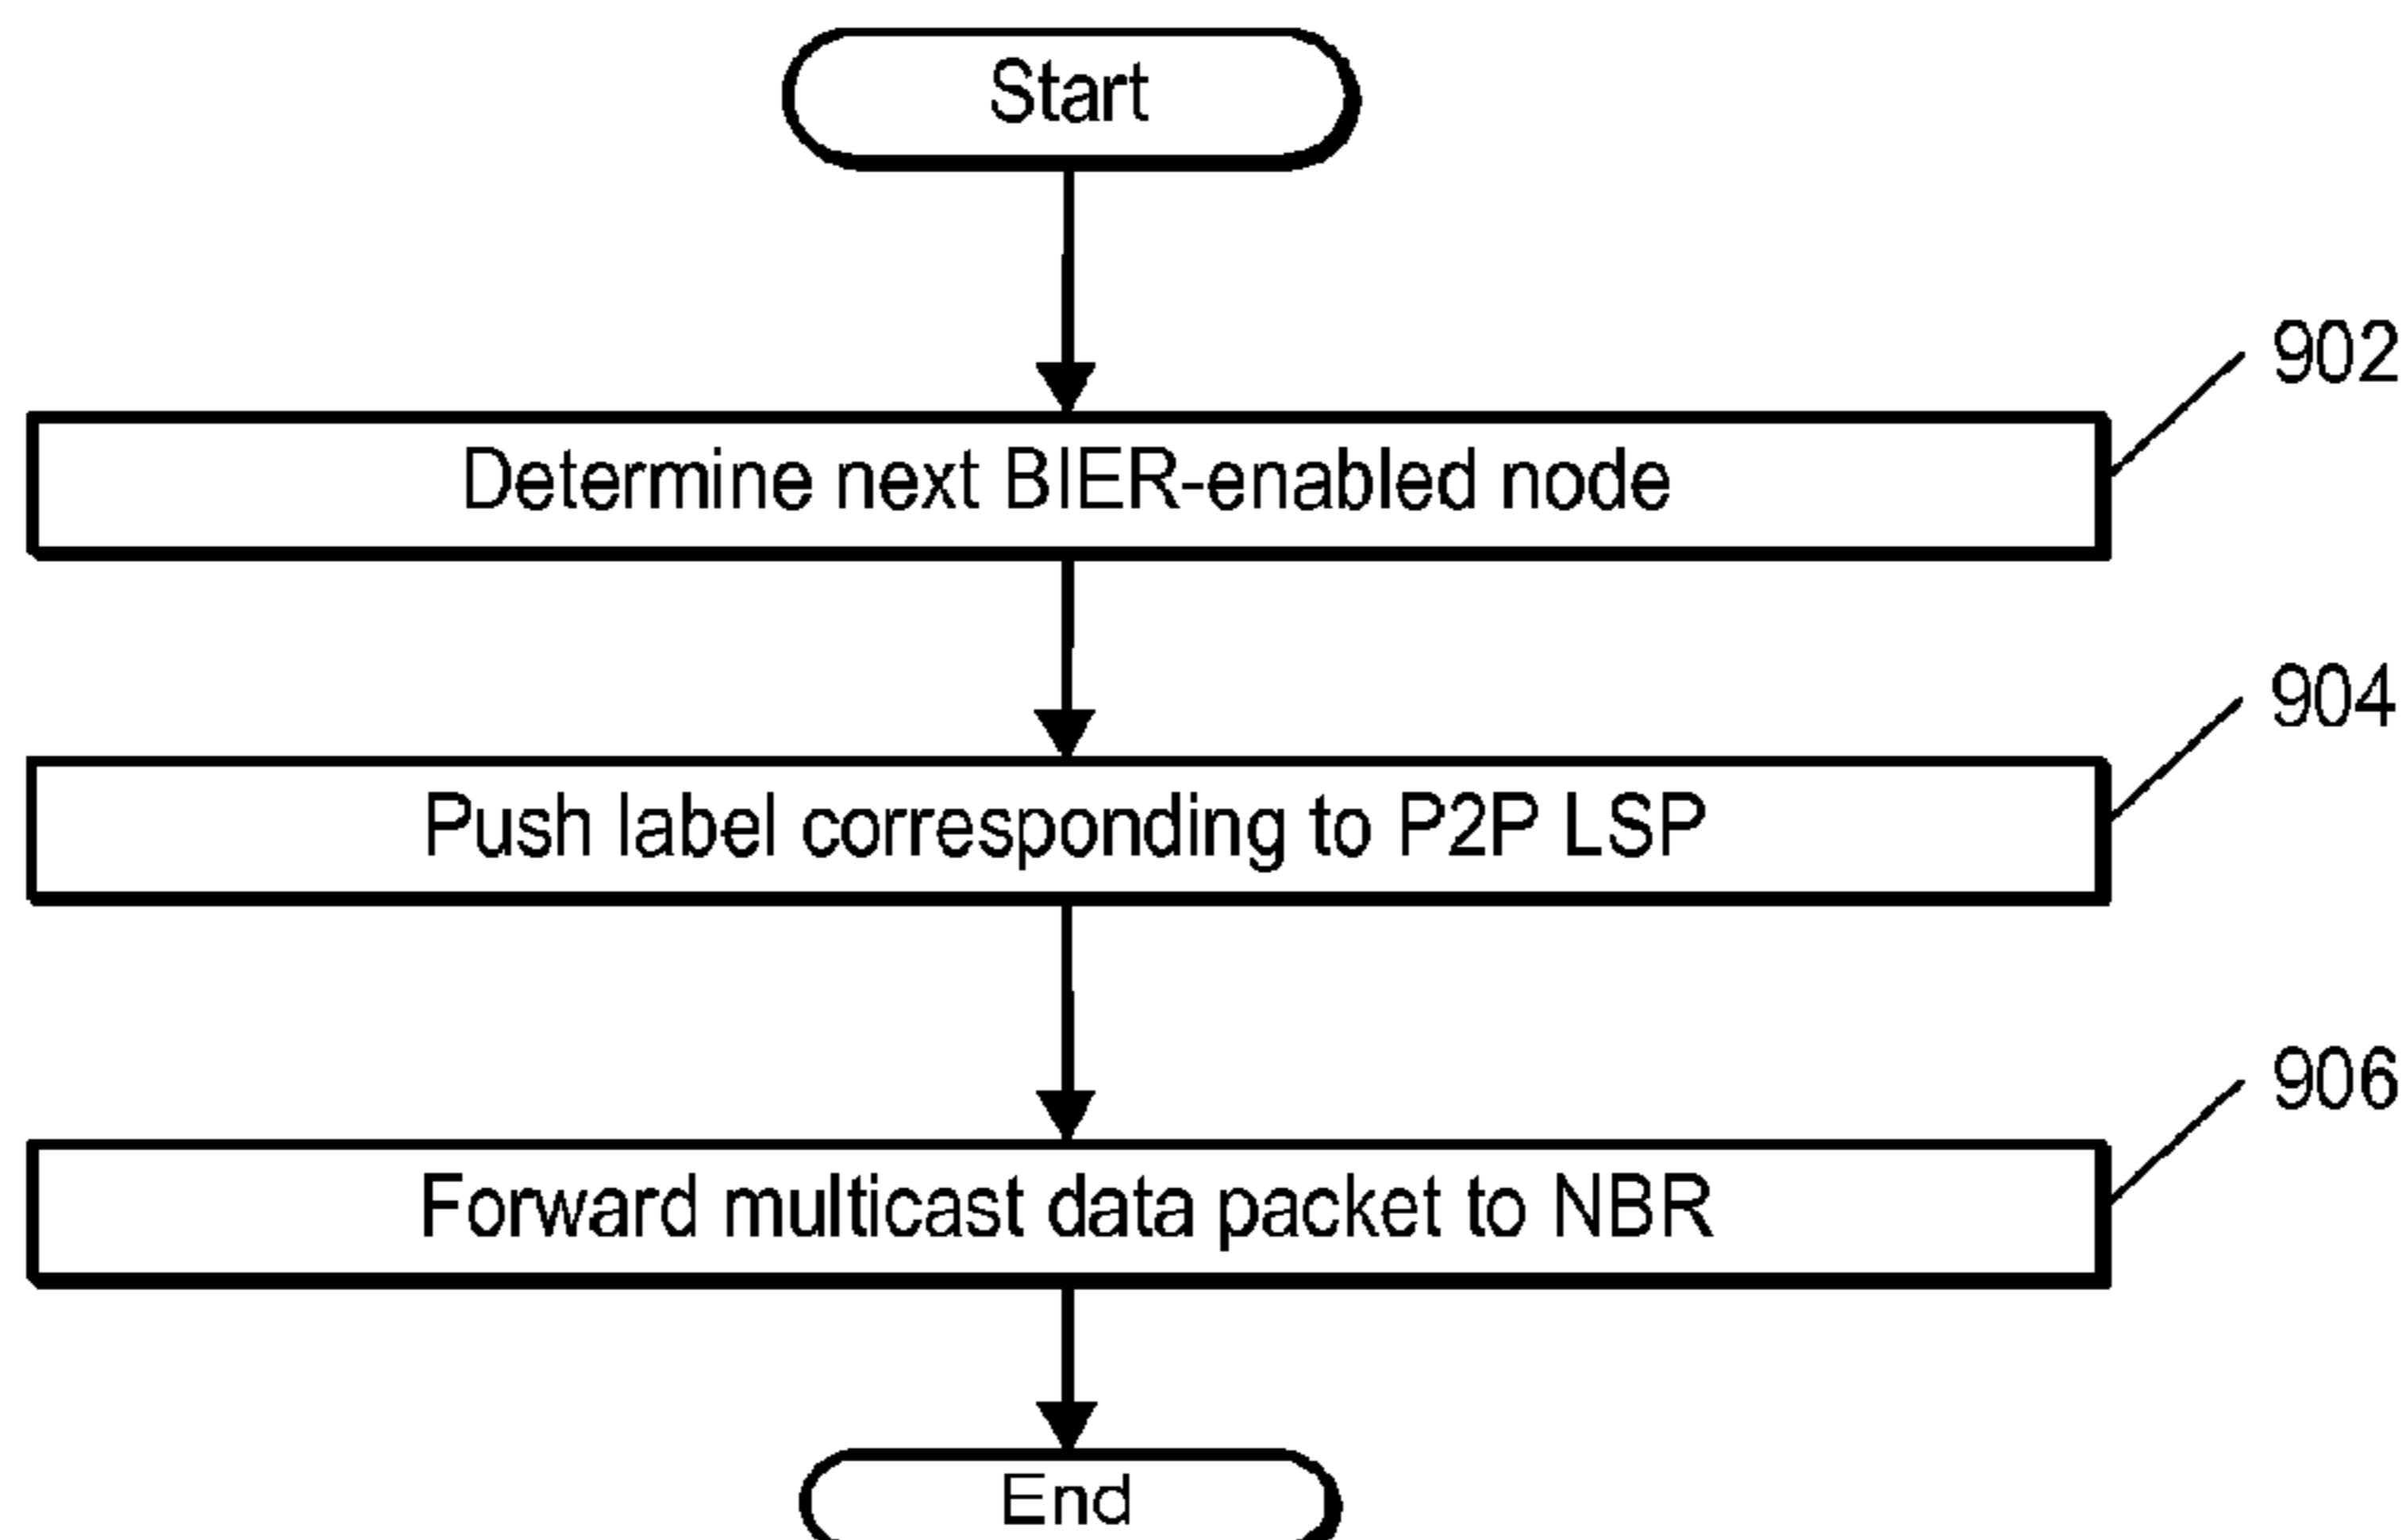 Start
902
Determine next BIER-enabled node
904
Push label corresponding to P2P LSP
906
Forward multicast data packet to NBR
End